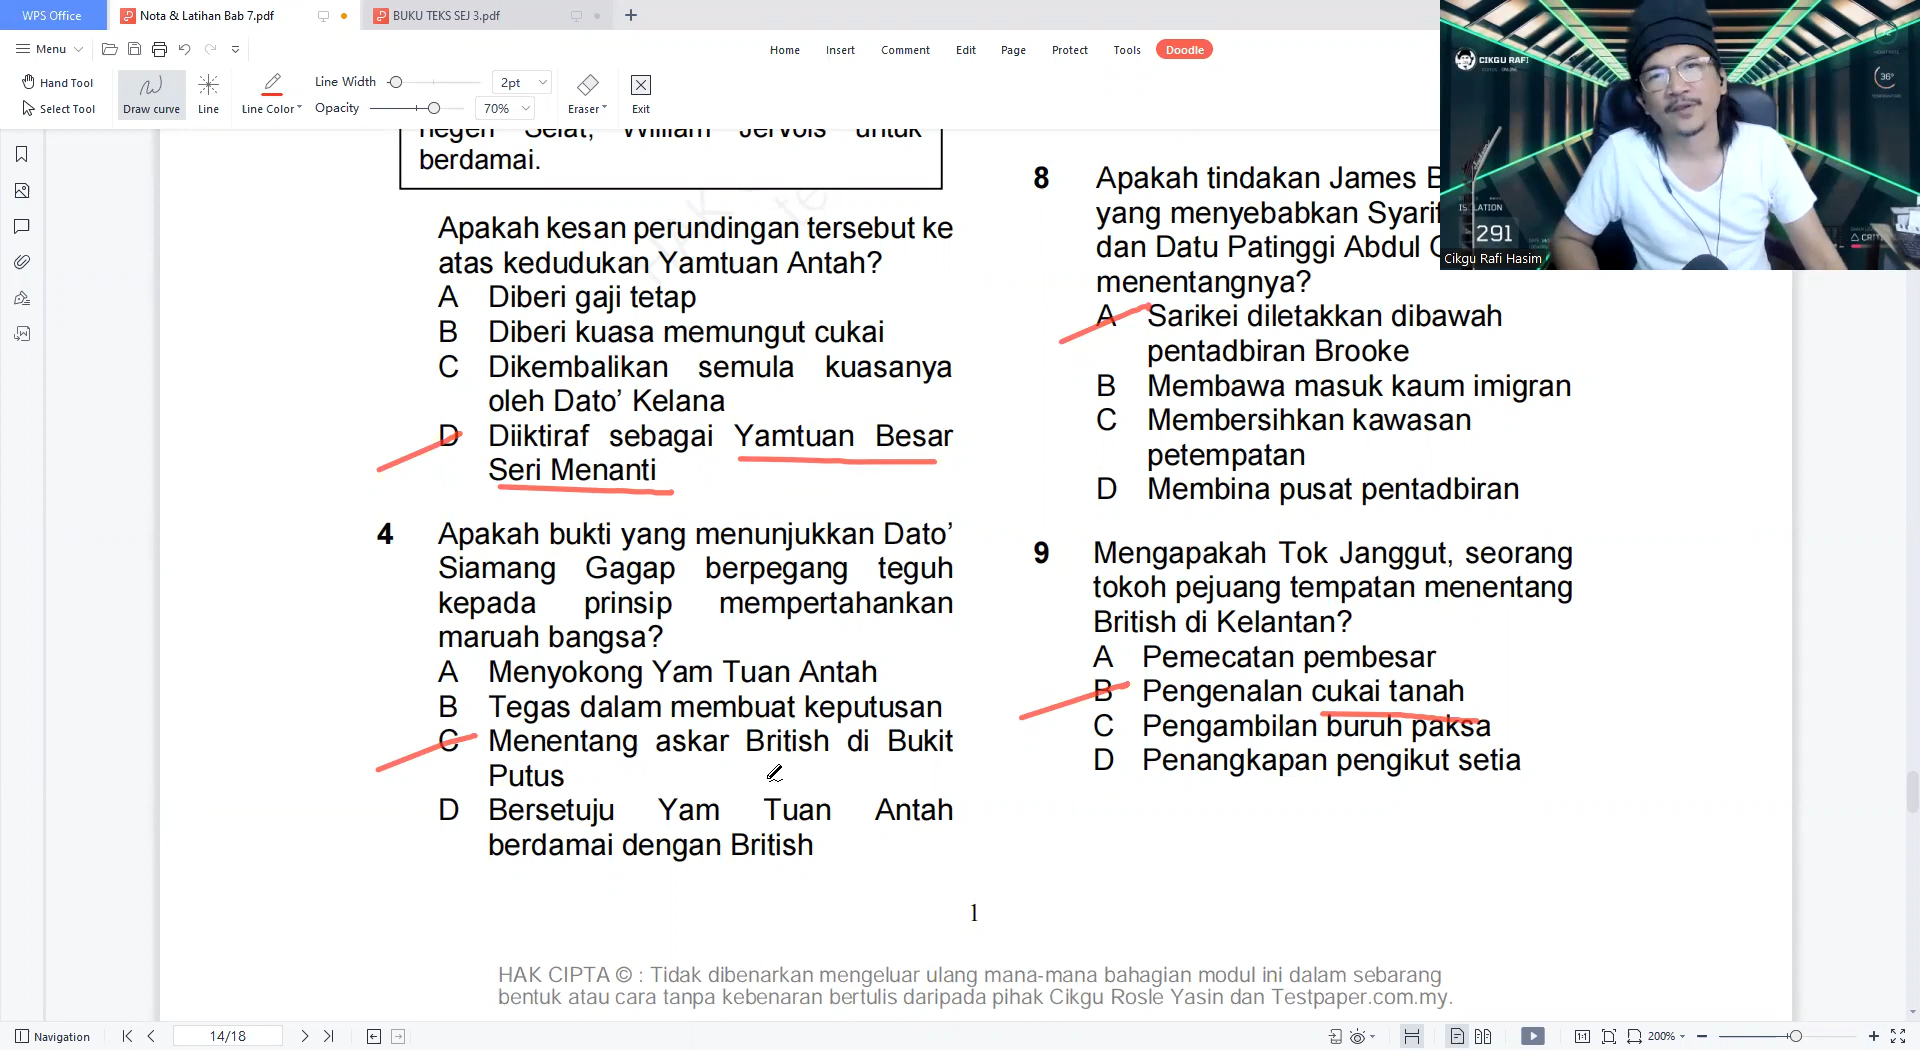 WPS Office
Nota & Latihan Bab 7.pdf
BUKU TEKS SEJ 3.pdf
Menu
Home
Insert
Comment
Edit
Page
Protect
Tools
Doodle
Hand Tool
Select Tool
Draw curve
Line
Line Color
Line Width
2pt
Opacity
70%
Eraser
Exit
negeri Selat, William Jervois untuk
berdamai.
Apakah kesan perundingan tersebut ke
atas kedudukan Yamtuan Antah?
A Diberi gaji tetap
B Diberi kuasa memungut cukai
C Dikembalikan semula kuasanya
oleh Dato’ Kelana
D Diiktiraf sebagai Yamtuan Besar
Seri Menanti
4 Apakah bukti yang menunjukkan Dato’
Siamang Gagap berpegang teguh
kepada prinsip mempertahankan
maruah bangsa?
A Menyokong Yam Tuan Antah
B Tegas dalam membuat keputusan
C Menentang askar British di Bukit
Putus
D Bersetuju Yam Tuan Antah
berdamai dengan British
8 Apakah tindakan James B
yang menyebabkan Syarif
dan Datu Patinggi Abdul G
menentangnya?
A Sarikei diletakkan dibawah
pentadbiran Brooke
B Membawa masuk kaum imigran
C Membersihkan kawasan
petempatan
D Membina pusat pentadbiran
9 Mengapakah Tok Janggut, seorang
tokoh pejuang tempatan menentang
British di Kelantan?
A Pemecatan pembesar
B Pengenalan cukai tanah
C Pengambilan buruh paksa
D Penangkapan pengikut setia
1
HAK CIPTA © : Tidak dibenarkan mengeluar ulang mana-mana bahagian modul ini dalam sebarang
bentuk atau cara tanpa kebenaran bertulis daripada pihak Cikgu Rosle Yasin dan Testpaper.com.my.
CIKGU RAFI
36°
291
Cikgu Rafi Hasim
Navigation
14/18
200%